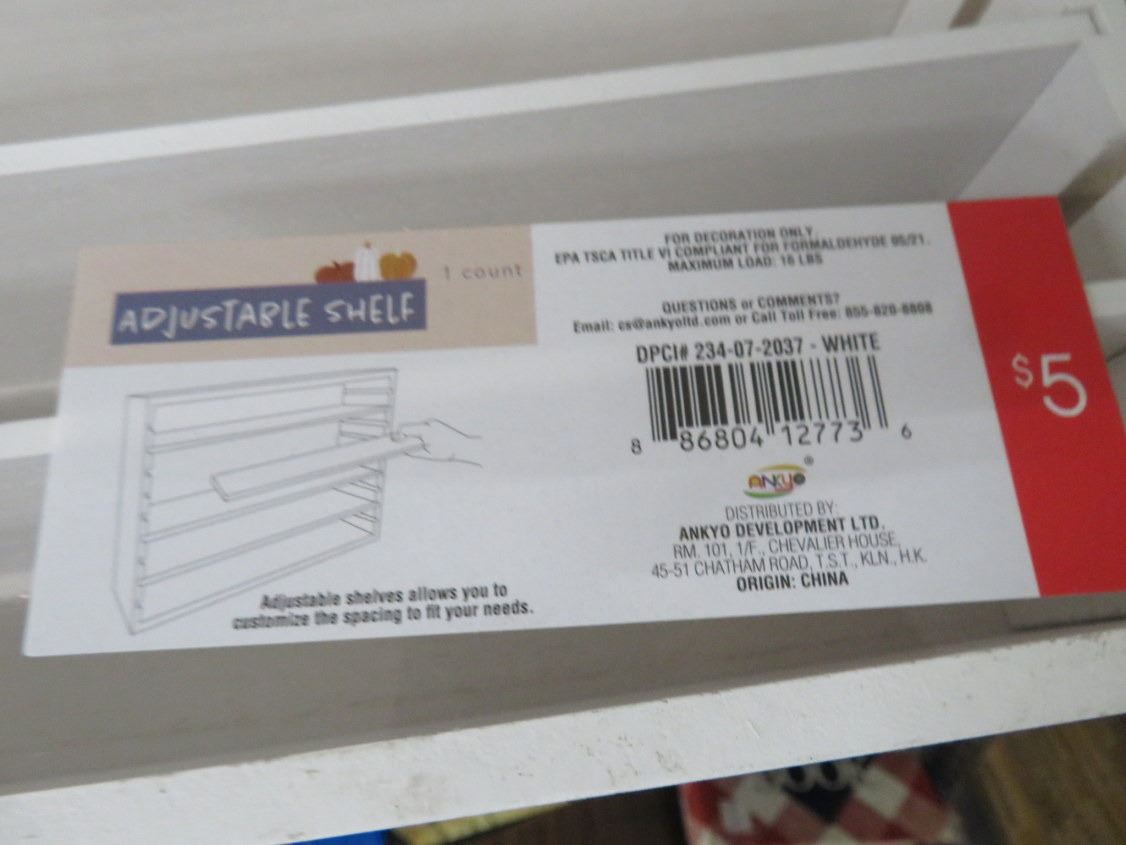 1 count
ADJUSTABLE SHELF
Adjustable shelves allows you to
customize the spacing to fit your needs.
FOR DECORATION ONLY.
EPA TSCA TITLE VI COMPLIANT FOR FORMALDEHYDE 05/21.
MAXIMUM LOAD: LBS
QUESTIONS or COMMENTS?
Email: cs@ankyoltd.com or Call Toll Free: 855-820-8808
DPCI# 234-07-2037 - WHITE
8 86804 12773 6
ANKYO ®
DISTRIBUTED BY:
ANKYO DEVELOPMENT LTD.
RM. 101, 1/F., CHEVALIER HOUSE,
45-51 CHATHAM ROAD, T.S.T., KLN., H.K.
ORIGIN: CHINA
$5